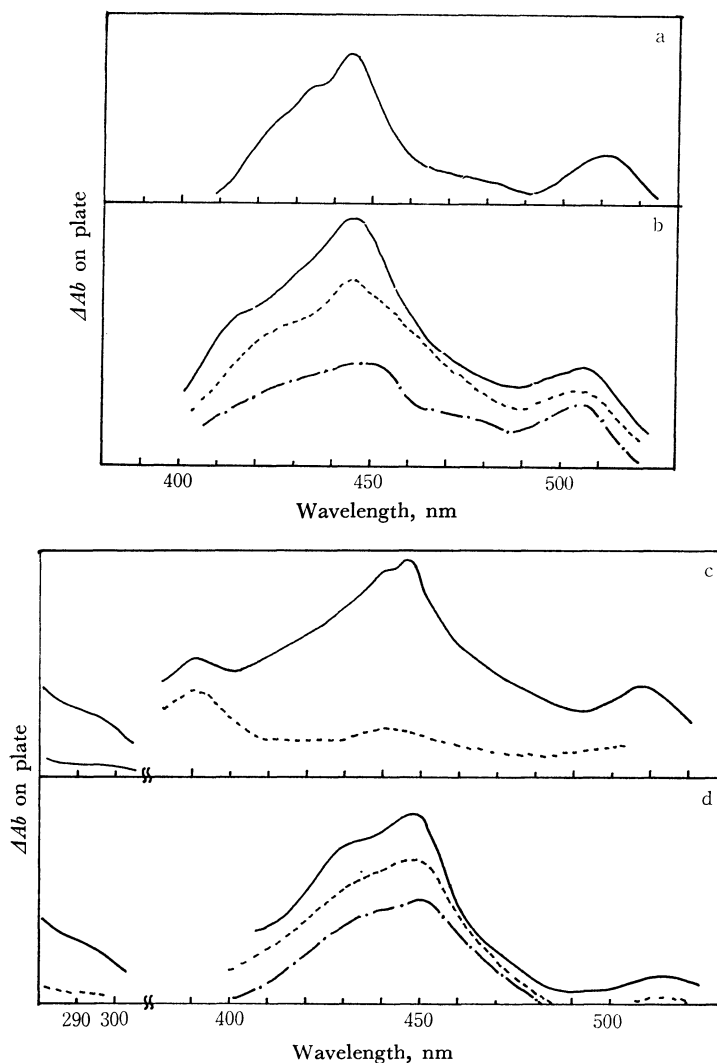 a
b
ΔAb on plate
400 450 500
Wavelength, nm
c
d
ΔAb on plate
290 300 400 450 500
Wavelength, nm